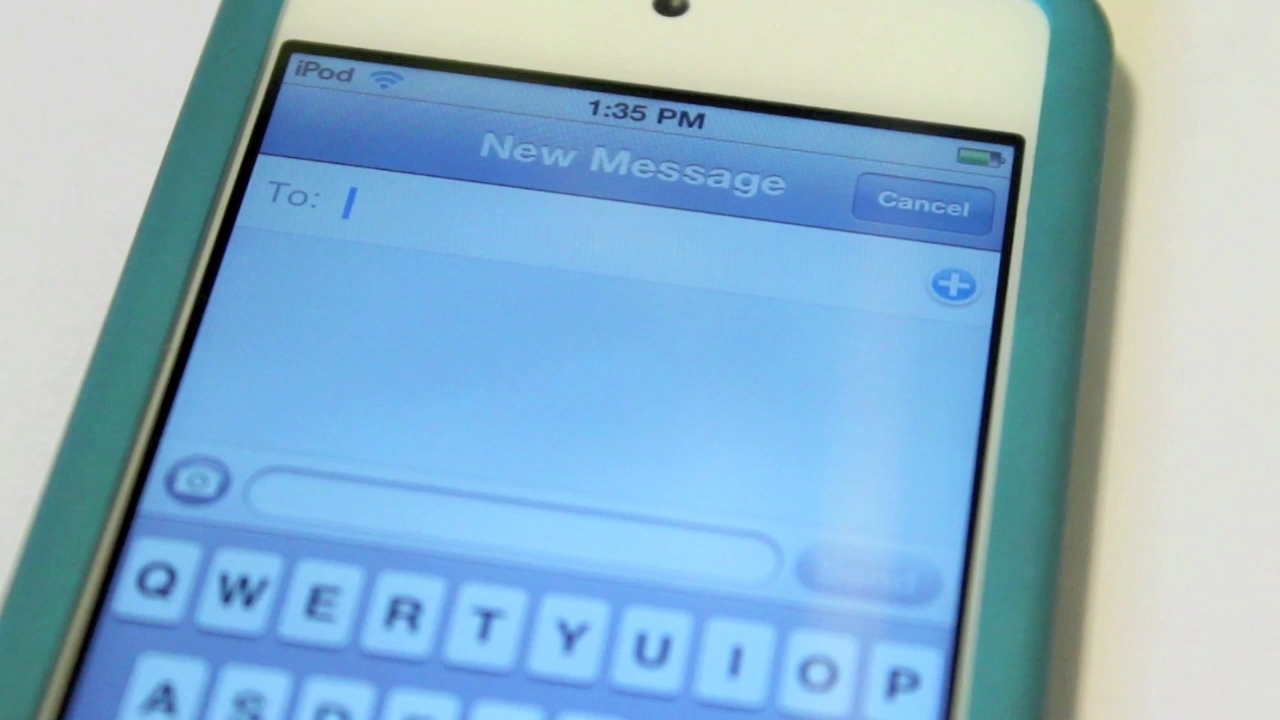 iPod
1:35 PM
New Message
Cancel
To:
Q W E R T Y U I O P
A S D